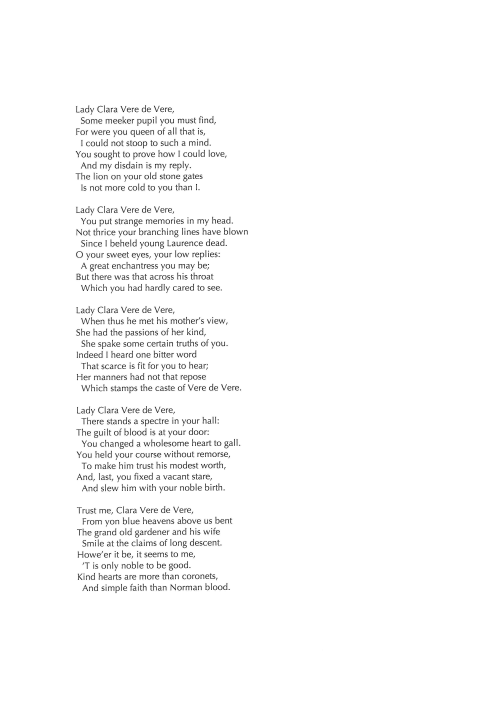 Lady Clara Vere de Vere,
Some meeker pupil you must find,
For were you queen of all that is,
I could not stoop to such a mind.
You sought to prove how I could love,
And my disdain is my reply.
The lion on your old stone gates
Is not more cold to you than I.

Lady Clara Vere de Vere,
You put strange memories in my head.
Not thrice your branching lines have blown
Since I beheld young Laurence dead.
O your sweet eyes, your low replies:
A great enchantress you may be;
But there was that across his throat
Which you had hardly cared to see.

Lady Clara Vere de Vere,
When thus he met his mother's view,
She had the passions of her kind,
She spake some certain truths of you.
Indeed I heard one bitter word
That scarce is fit for you to hear;
Her manners had not that repose
Which stamps the caste of Vere de Vere.

Lady Clara Vere de Vere,
There stands a spectre in your hall:
The guilt of blood is at your door:
You changed a wholesome heart to gall.
You held your course without remorse,
To make him trust his modest worth,
And, last, you fixed a vacant stare,
And slew him with your noble birth.

Trust me, Clara Vere de Vere,
From yon blue heavens above us bent
The grand old gardener and his wife
Smile at the claims of long descent.
Howe'er it be, it seems to me,
'T is only noble to be good.
Kind hearts are more than coronets,
And simple faith than Norman blood.